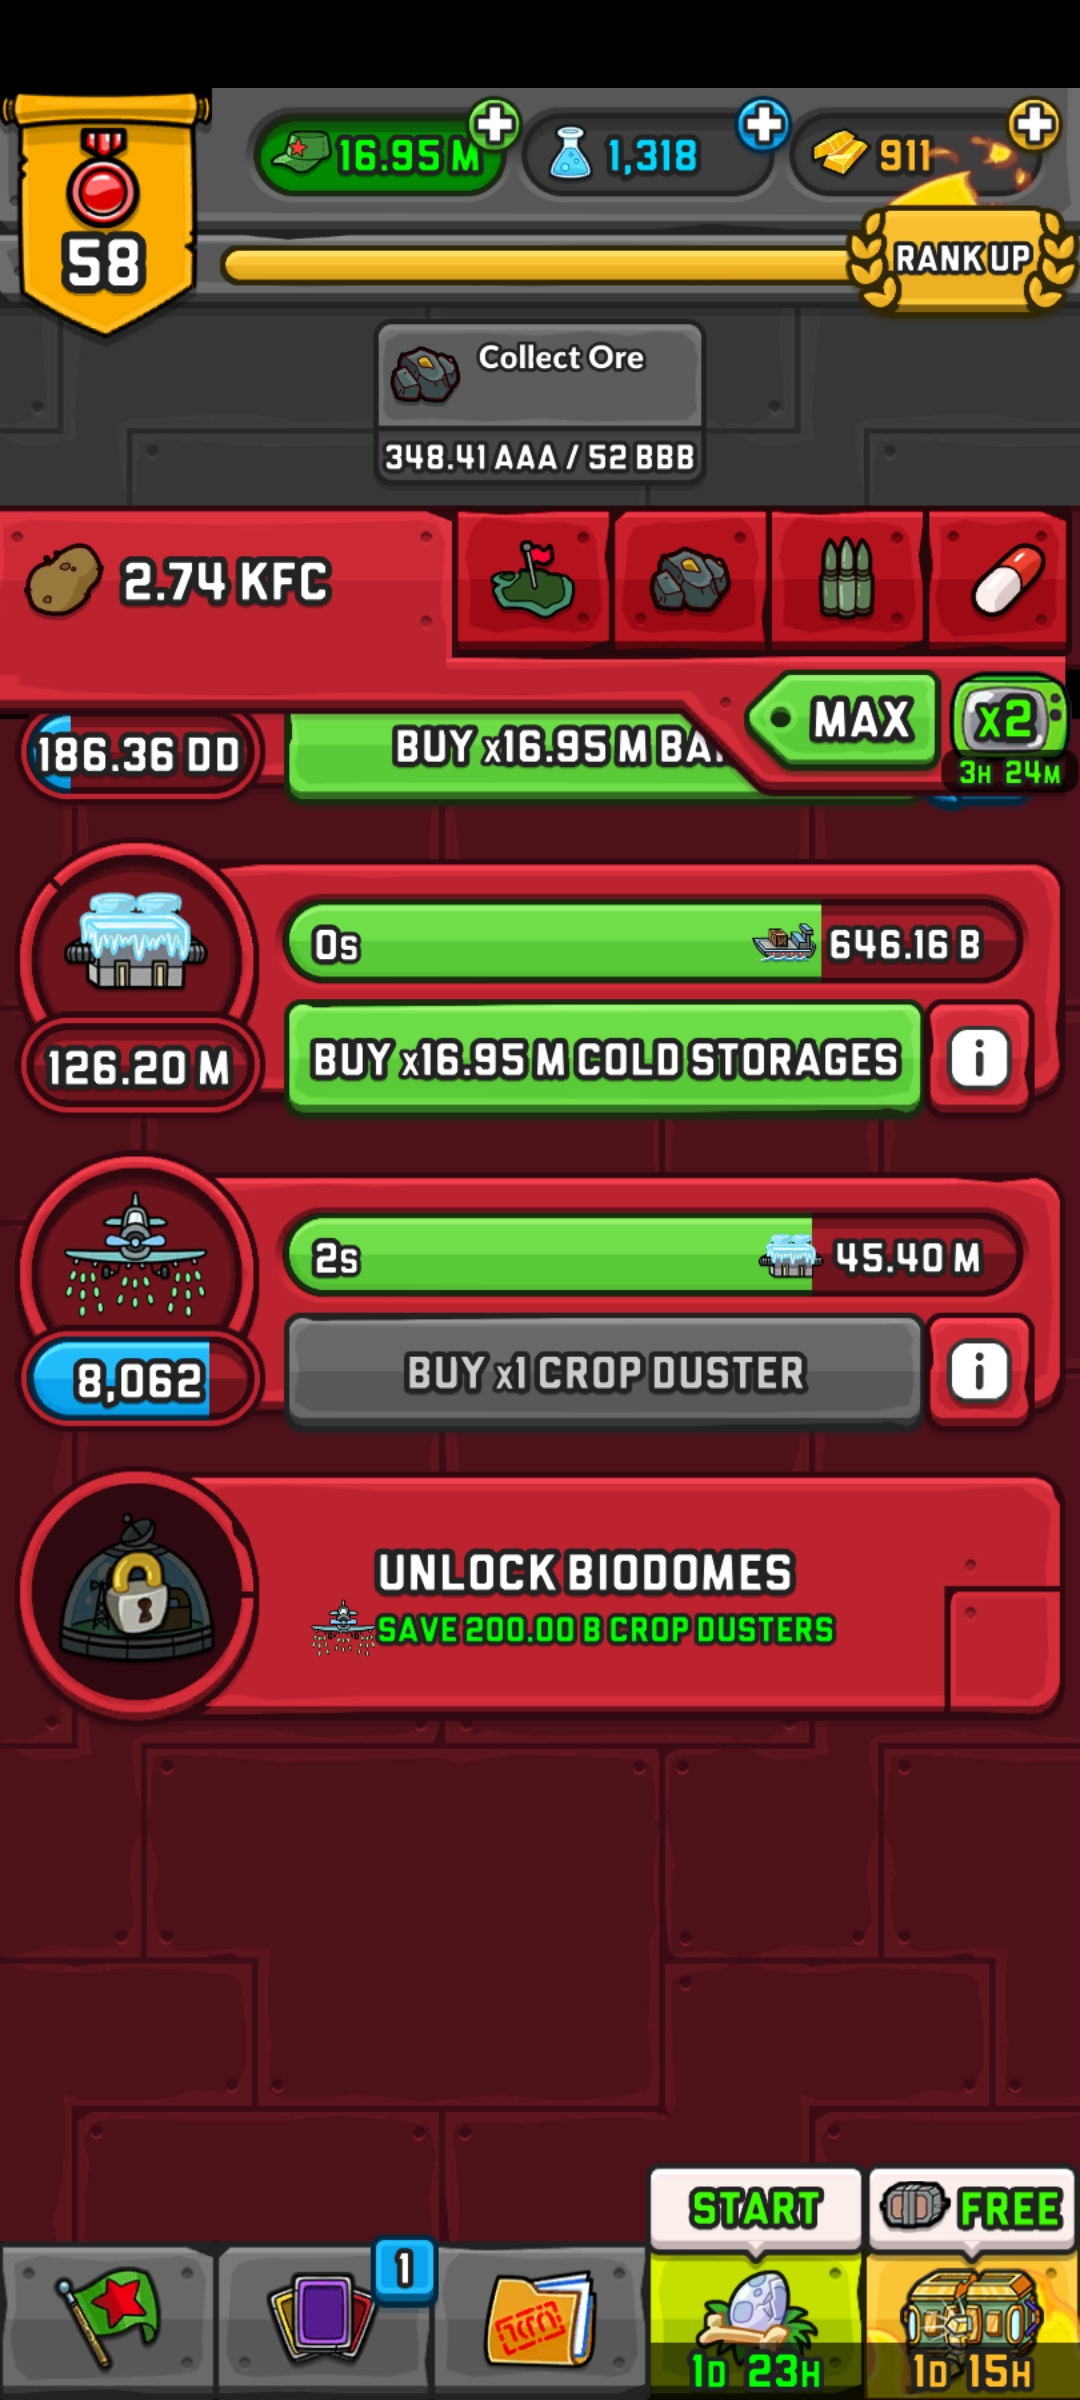 58
16.95 M
1,318
911
RANK UP
Collect Ore
348.41 AAA / 52 BBB
2.74 KFC
MAX
x2
3H 24M
186.36 DD
BUY x16.95 M BA
0s
646.16 B
126.20 M
BUY x16.95 M COLD STORAGES
i
2s
45.40 M
8,062
BUY x1 CROP DUSTER
i
UNLOCK BIODOMES
SAVE 200.00 B CROP DUSTERS
START
FREE
1
1D 23H
1D 15H